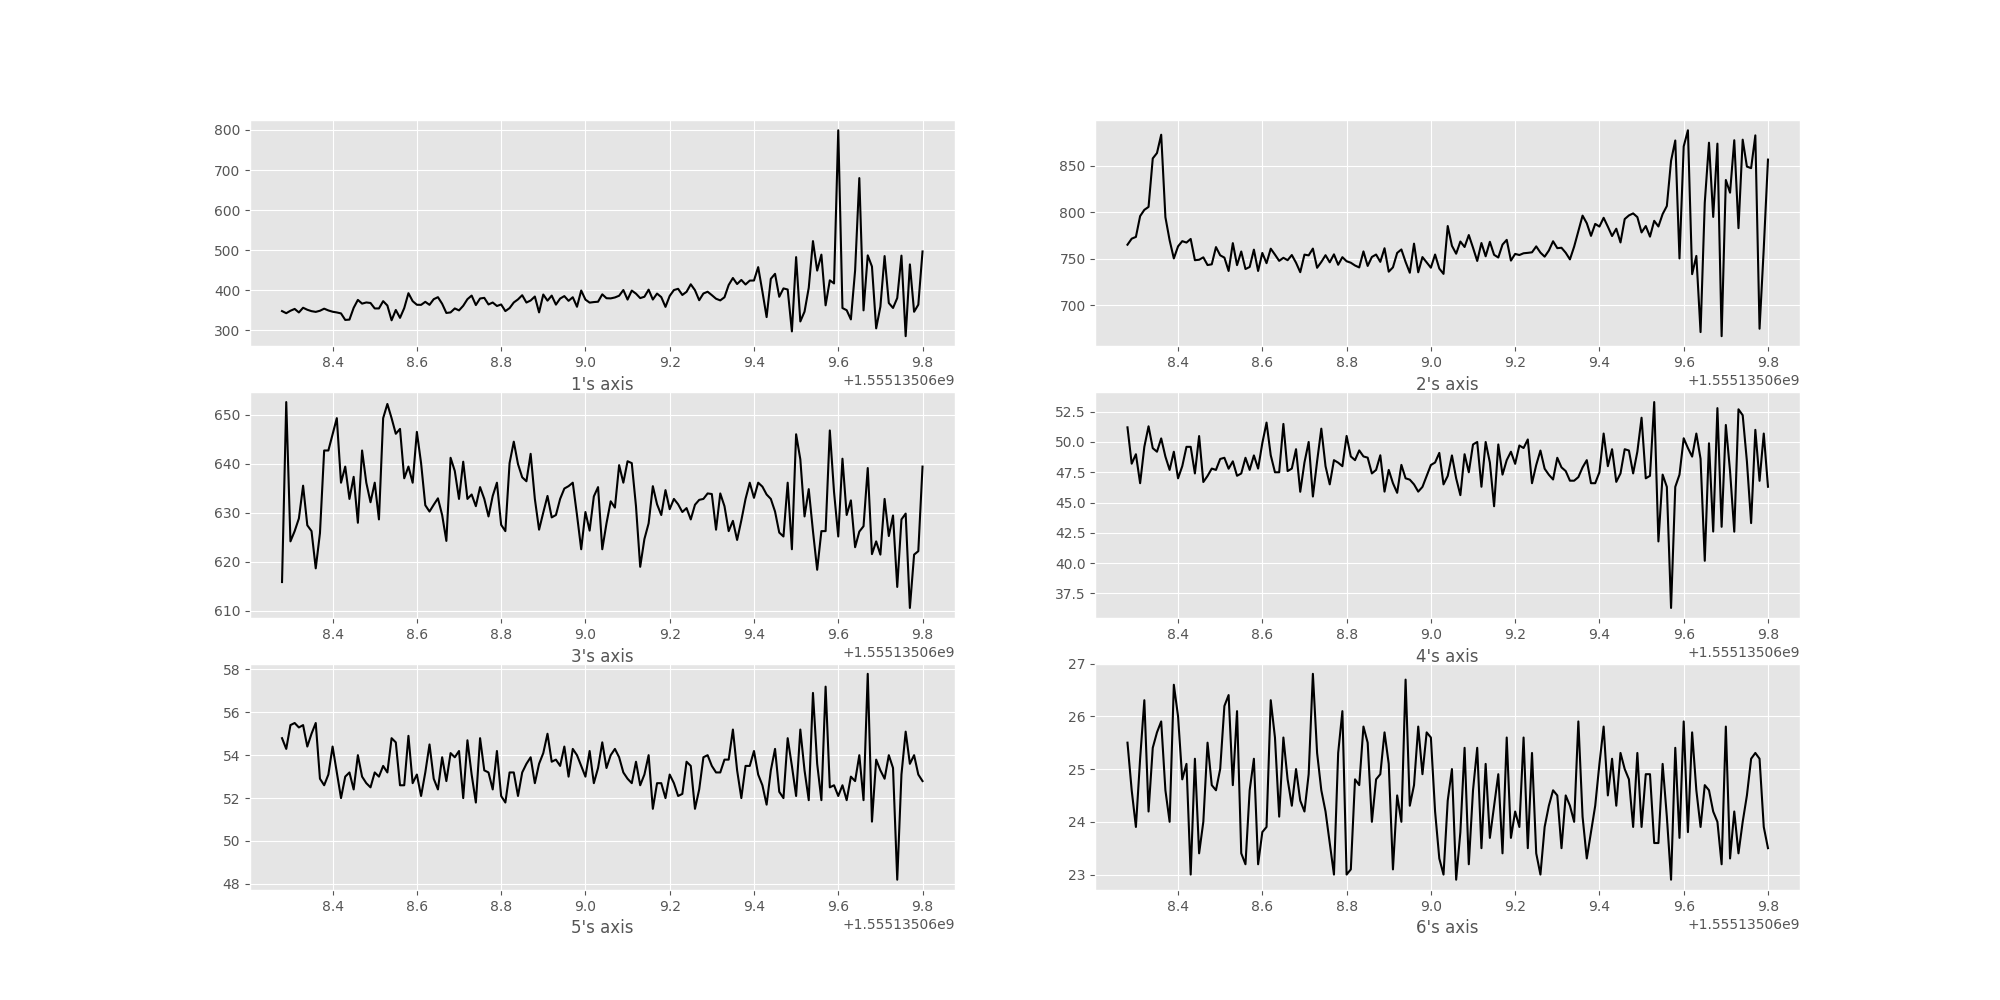 800
700
600
500
400
300
8.4 8.6 8.8 9.0 9.2 9.4 9.6 9.8
+1.55513506e9
1's axis
850
800
750
700
8.4 8.6 8.8 9.0 9.2 9.4 9.6 9.8
+1.55513506e9
2's axis
650
640
630
620
610
8.4 8.6 8.8 9.0 9.2 9.4 9.6 9.8
+1.55513506e9
3's axis
52.5
50.0
47.5
45.0
42.5
40.0
37.5
8.4 8.6 8.8 9.0 9.2 9.4 9.6 9.8
+1.55513506e9
4's axis
58
56
54
52
50
48
8.4 8.6 8.8 9.0 9.2 9.4 9.6 9.8
+1.55513506e9
5's axis
27
26
25
24
23
8.4 8.6 8.8 9.0 9.2 9.4 9.6 9.8
+1.55513506e9
6's axis